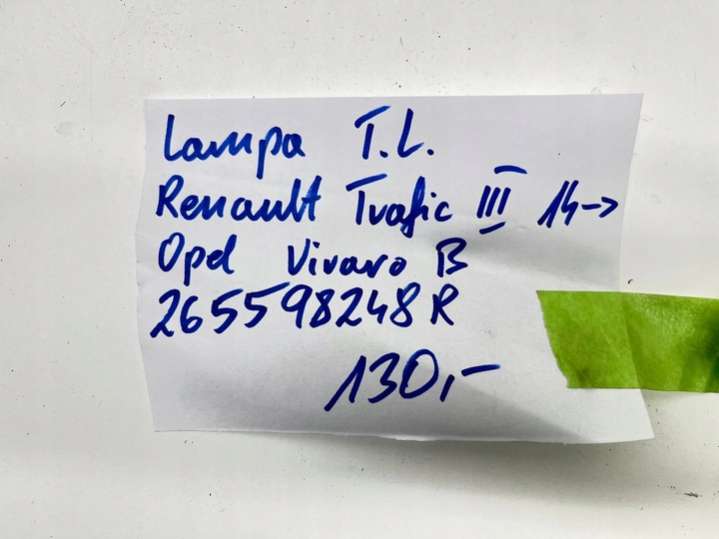 Lampa T.L.
Renault Trafic III 14->
Opel Vivaro B
265598248R
130,-